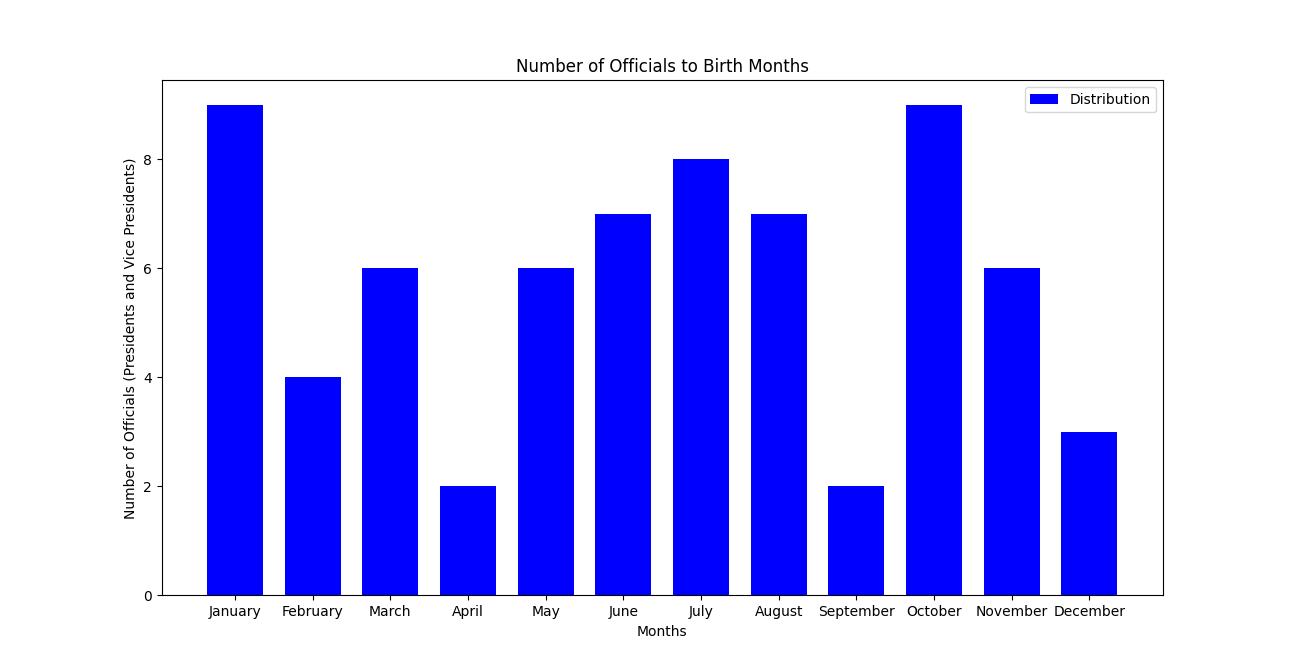 Number of Officials to Birth Months
Distribution
Number of Officials (Presidents and Vice Presidents)
8
6
4
2
0
January February March April May June July August September October November December
Months